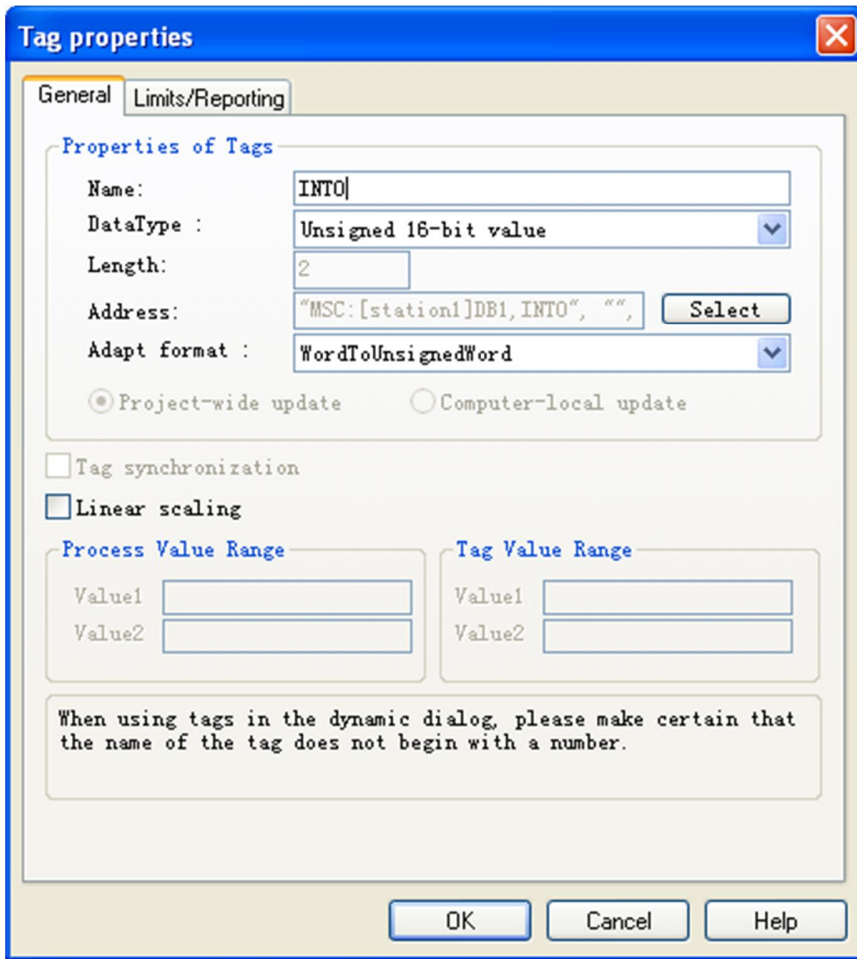 Tag properties
General Limits/Reporting
Properties of Tags
Name: INTO
DataType : Unsigned 16-bit value
Length: 2
Address: "MSC:[station1]DB1,INTO", "", Select
Adapt format : WordToUnsignedWord
Project-wide update Computer-local update
Tag synchronization
Linear scaling
Process Value Range Tag Value Range
Value1 Value1
Value2 Value2
When using tags in the dynamic dialog, please make certain that
the name of the tag does not begin with a number.
OK Cancel Help